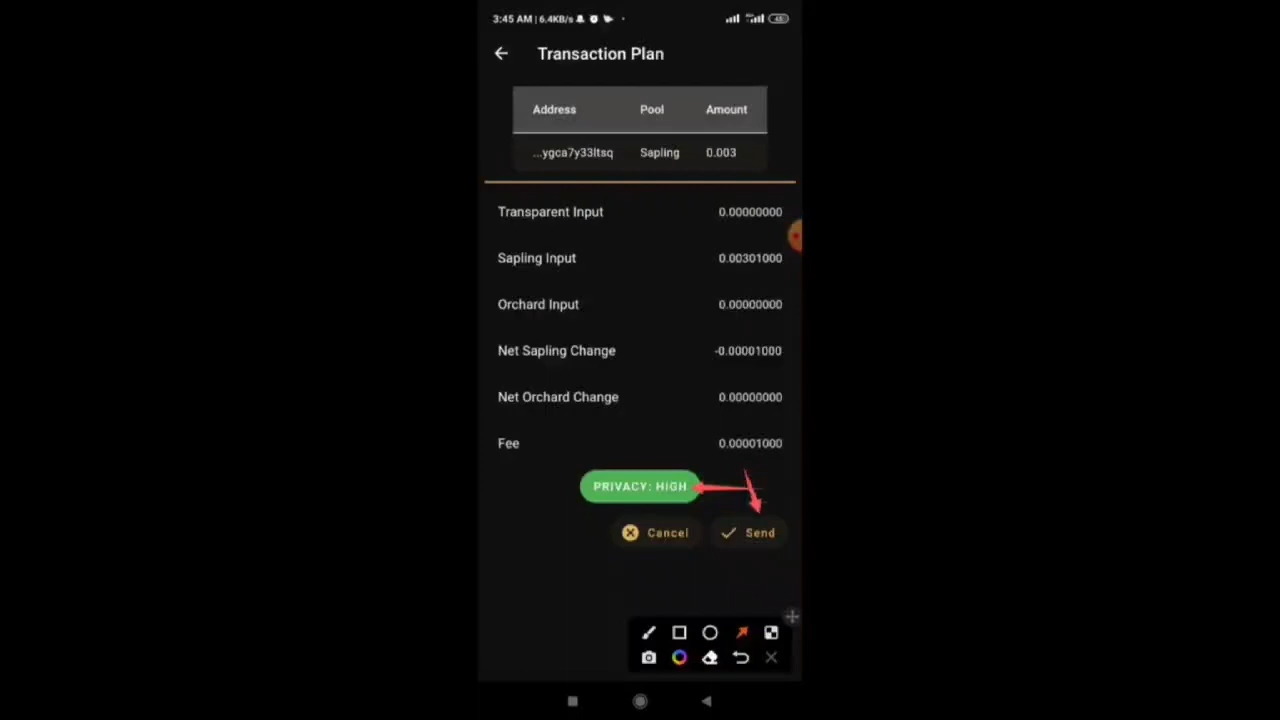 3:45 AM | 6.4KB/s
Transaction Plan
Address Pool Amount
...ygca7y33ltsq Sapling 0.003
Transparent Input 0.00000000
Sapling Input 0.00301000
Orchard Input 0.00000000
Net Sapling Change -0.00001000
Net Orchard Change 0.00000000
Fee 0.00001000
PRIVACY: HIGH
Cancel Send